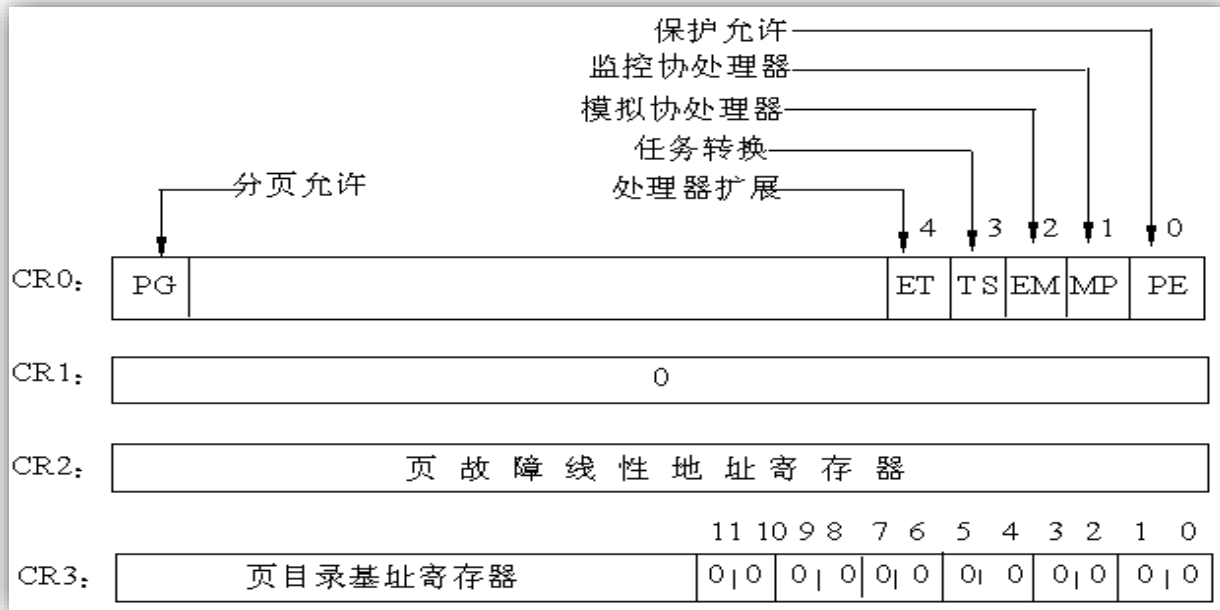 保护允许
监控协处理器
模拟协处理器
任务转换
分页允许 处理器扩展
4 3 2 1 0
CR0: PG ET TS EM MP PE
CR1: 0
CR2: 页故障线性地址寄存器
11 10 9 8 7 6 5 4 3 2 1 0
CR3: 页目录基址寄存器 0 0 0 0 0 0 0 0 0 0 0 0